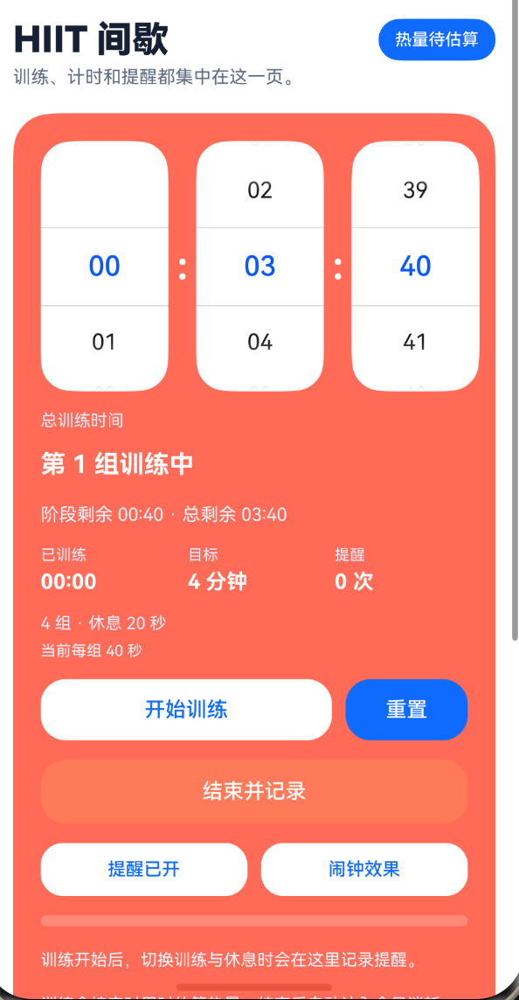 HIIT 间歇
热量待估算
训练、计时和提醒都集中在这一页。
02 39
00 : 03 : 40
01 04 41
总训练时间
第 1 组训练中
阶段剩余 00:40 · 总剩余 03:40
已训练 目标 提醒
00:00 4 分钟 0 次
4 组 · 休息 20 秒
当前每组 40 秒
开始训练 重置
结束并记录
提醒已开 闹钟效果
训练开始后，切换训练与休息时会在这里记录提醒。